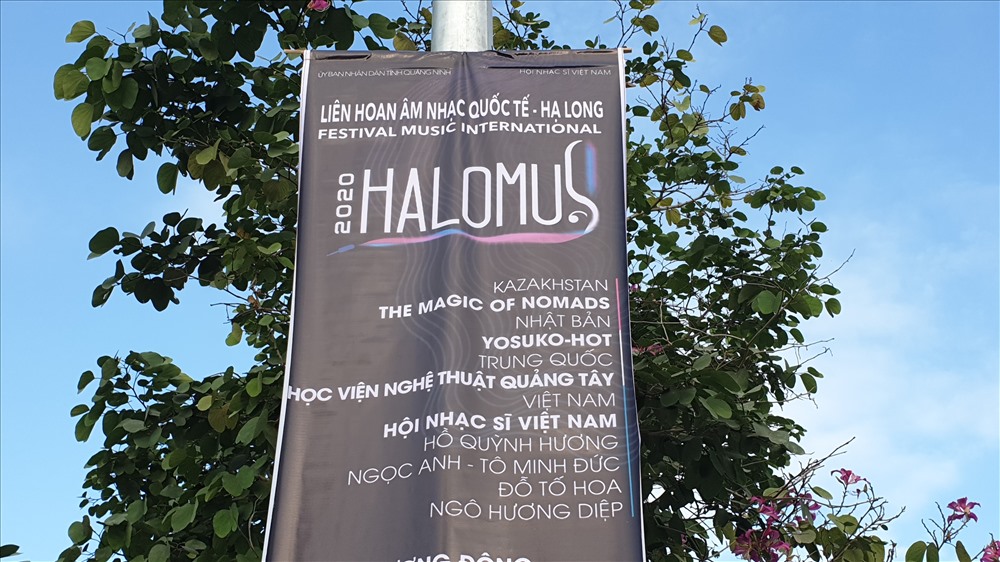 ỦY BAN NHÂN DÂN TỈNH QUẢNG NINH
HỘI NHẠC SĨ VIỆT NAM
LIÊN HOAN ÂM NHẠC QUỐC TẾ - HẠ LONG
FESTIVAL MUSIC INTERNATIONAL
2020 HALOMUS
KAZAKHSTAN
THE MAGIC OF NOMADS
NHẬT BẢN
YOSUKO-HOT
TRUNG QUỐC
HỌC VIỆN NGHỆ THUẬT QUẢNG TÂY
VIỆT NAM
HỘI NHẠC SĨ VIỆT NAM
HỒ QUỲNH HƯƠNG
NGỌC ANH - TÔ MINH ĐỨC
ĐỖ TỐ HOA
NGÔ HƯƠNG DIỆP